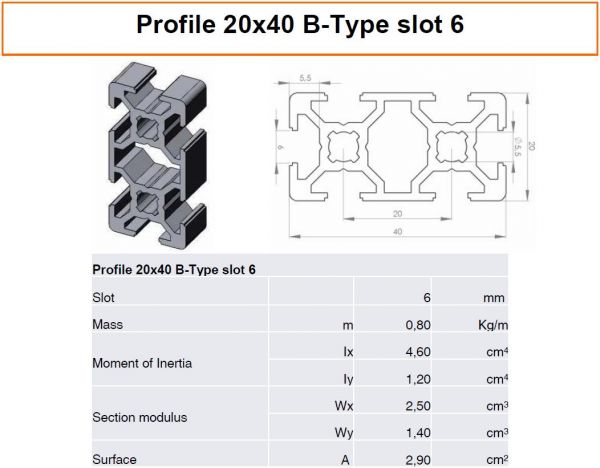 Profile 20x40 B-Type slot 6
5,5
6
∅5,5
20
20
40
Profile 20x40 B-Type slot 6
Slot 6 mm
Mass m 0,80 Kg/m
Moment of Inertia
Ix 4,60 cm⁴
Iy 1,20 cm⁴
Section modulus
Wx 2,50 cm³
Wy 1,40 cm³
Surface A 2,90 cm²